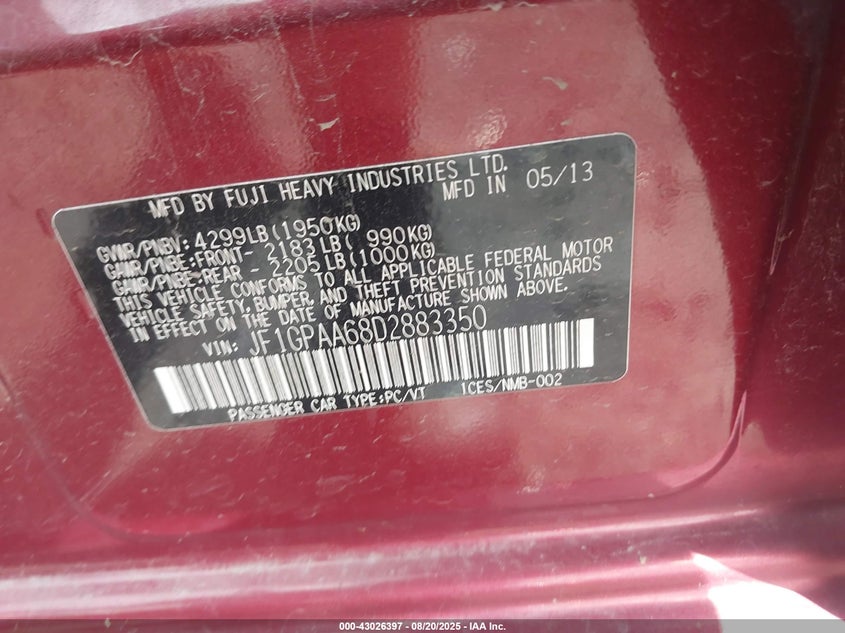 MFD BY FUJI HEAVY INDUSTRIES LTD.
MFD IN 05/13
GVWR/PNBV: 4299LB(1950KG)
GAWR/PNBE:FRONT- 2183LB( 990KG)
GAWR/PNBE:REAR - 2205LB(1000KG)
THIS VEHICLE CONFORMS TO ALL APPLICABLE FEDERAL MOTOR
VEHICLE SAFETY, BUMPER, AND THEFT PREVENTION STANDARDS
IN EFFECT ON THE DATE OF MANUFACTURE SHOWN ABOVE.
VIN: JF1GPAA68D2883350
PASSENGER CAR TYPE:PC/VT 1CES/NMB-002
000-43026397 - 08/20/2025 - IAA Inc.